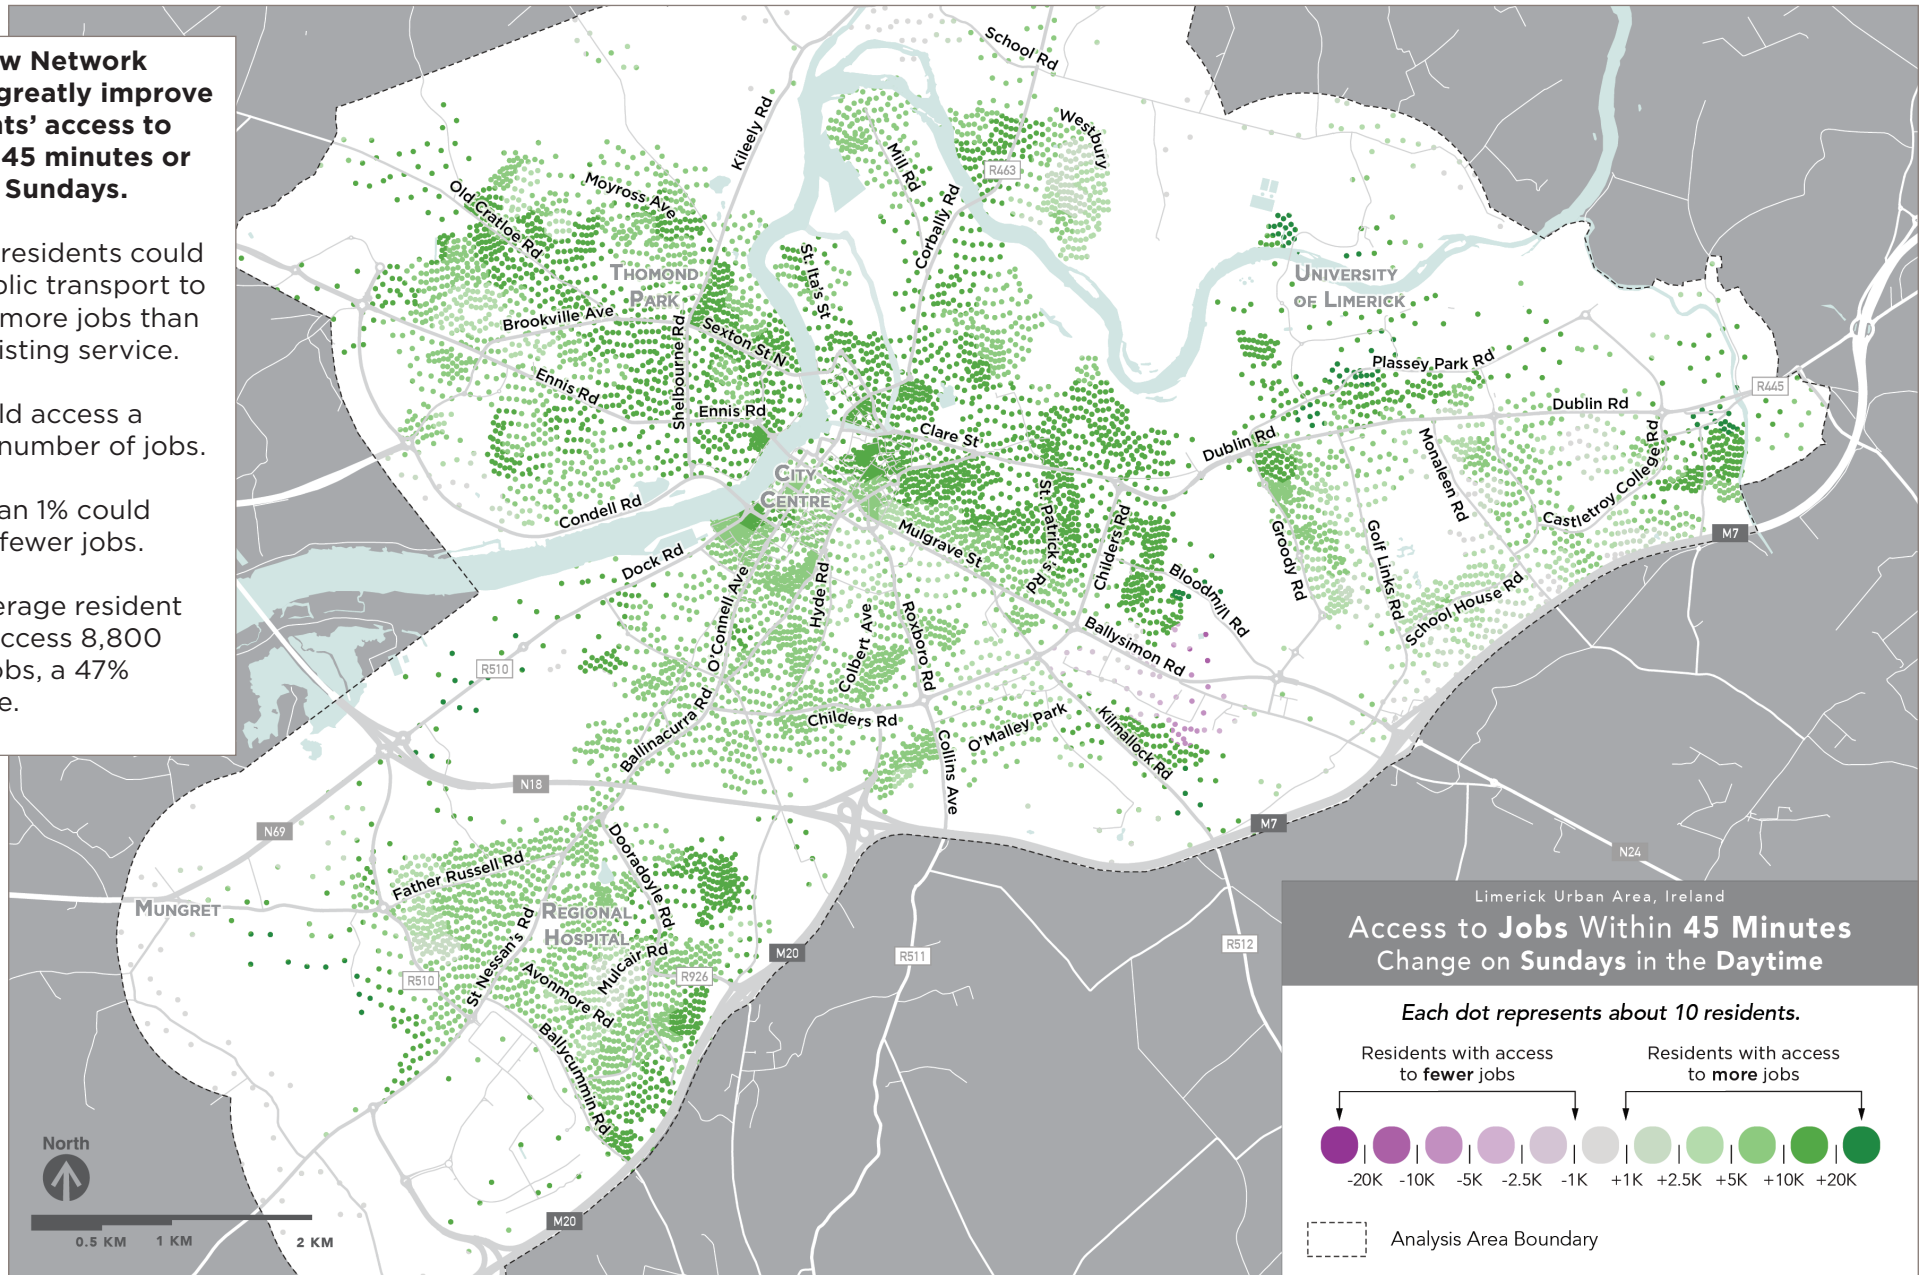 w Network
greatly improve
ts' access to
45 minutes or
Sundays.
residents could
blic transport to
more jobs than
isting service.
ld access a
number of jobs.
an 1% could
fewer jobs.
erage resident
ccess 8,800
obs, a 47%
e.
School Rd
Kileely Rd
Westbury
Mill Rd
R463
Moyross Ave
Old Cratloe Rd
Corbally Rd
St. Ita's St
THOMOND
PARK
UNIVERSITY
OF LIMERICK
Brookville Ave
Sexton St N
Shelbourne Rd
Plassey Park Rd
Ennis Rd
Ennis Rd
R445
Dublin Rd
Clare St
Dublin Rd
Monaleen Rd
Castletroy College Rd
CITY
CENTRE
Condell Rd
St. Patrick's Rd
Mulgrave St
Childers Rd
Groody Rd
Golf Links Rd
M7
Dock Rd
O'Connell Ave
Hyde Rd
Colbert Ave
Roxboro Rd
Bloodmill Rd
School House Rd
Ballysimon Rd
R510
Ballinacurra Rd
Childers Rd
O'Malley Park
Kilmallock Rd
Collins Ave
N18
N69
M7
N24
Dooradoyle Rd
Father Russell Rd
MUNGRET
REGIONAL
HOSPITAL
St Nessan's Rd
Mulcair Rd
M20
R511
R512
R510
R926
Avonmore Rd
Ballycummin Rd
M20
North
0.5 KM
1 KM
2 KM
Limerick Urban Area, Ireland
Access to Jobs Within 45 Minutes
Change on Sundays in the Daytime
Each dot represents about 10 residents.
Residents with access
to fewer jobs
Residents with access
to more jobs
-20K -10K -5K -2.5K -1K +1K +2.5K +5K +10K +20K
Analysis Area Boundary